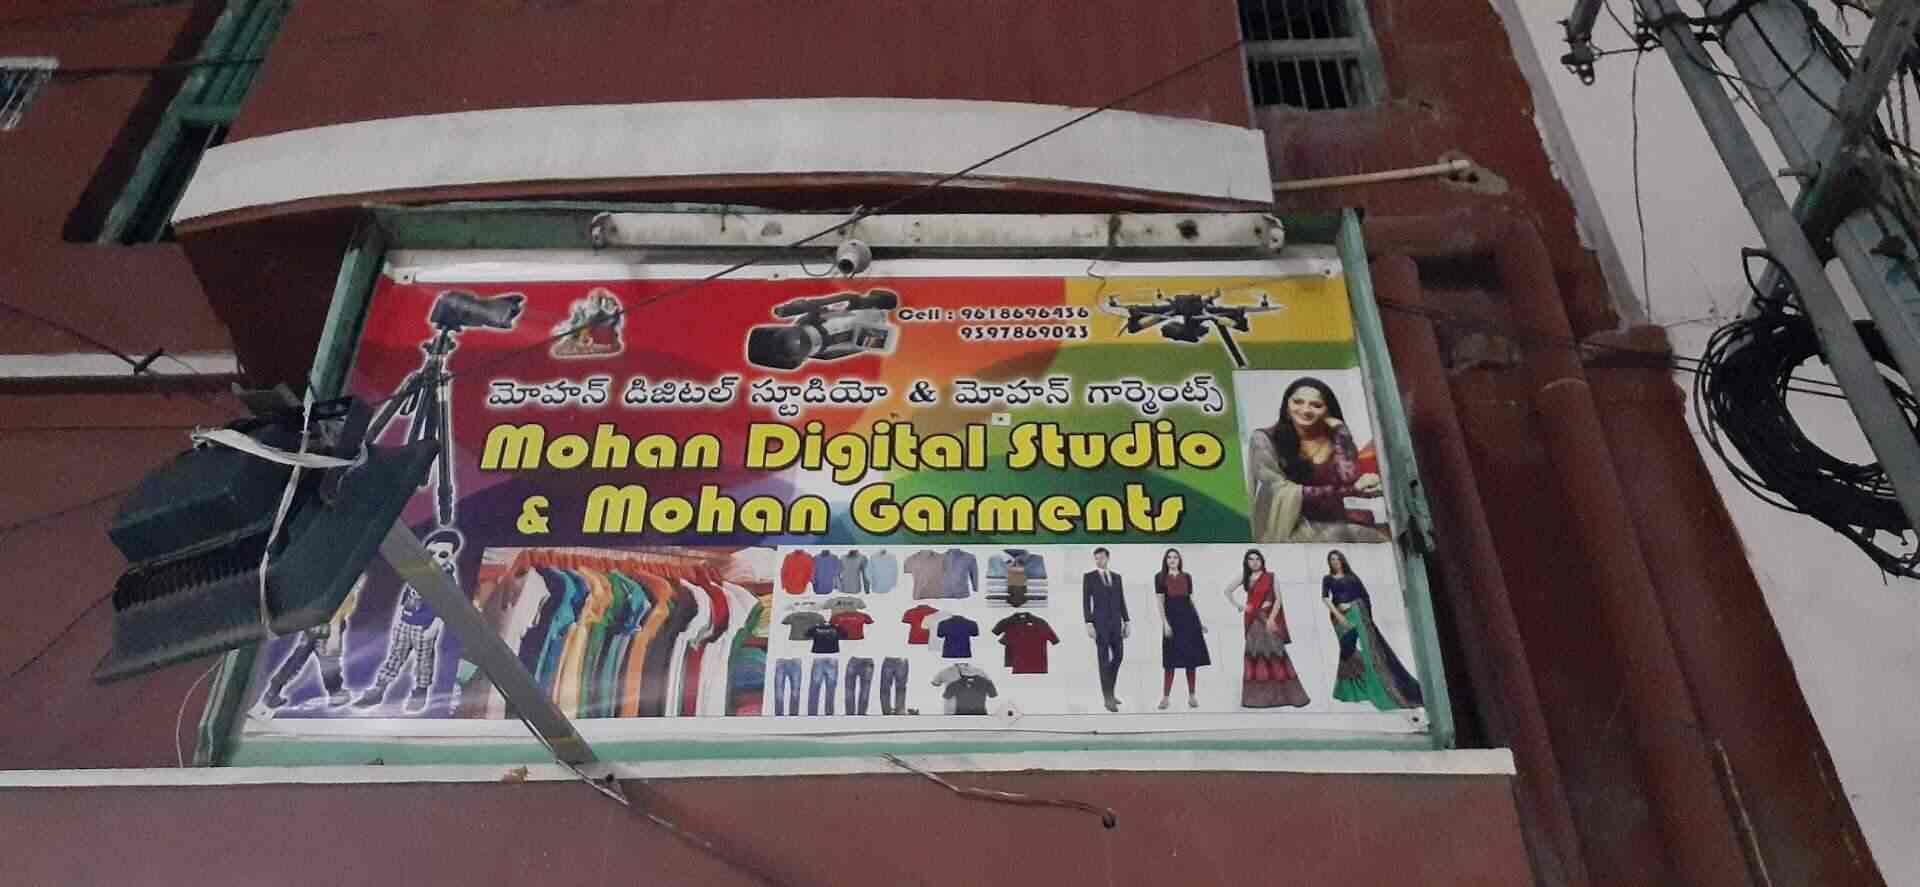 Cell : 9618696436
9397869023
మోహన్ డిజిటల్ స్టూడియో & మోహన్ గార్మెంట్స్
Mohan Digital Studio
& Mohan Garments